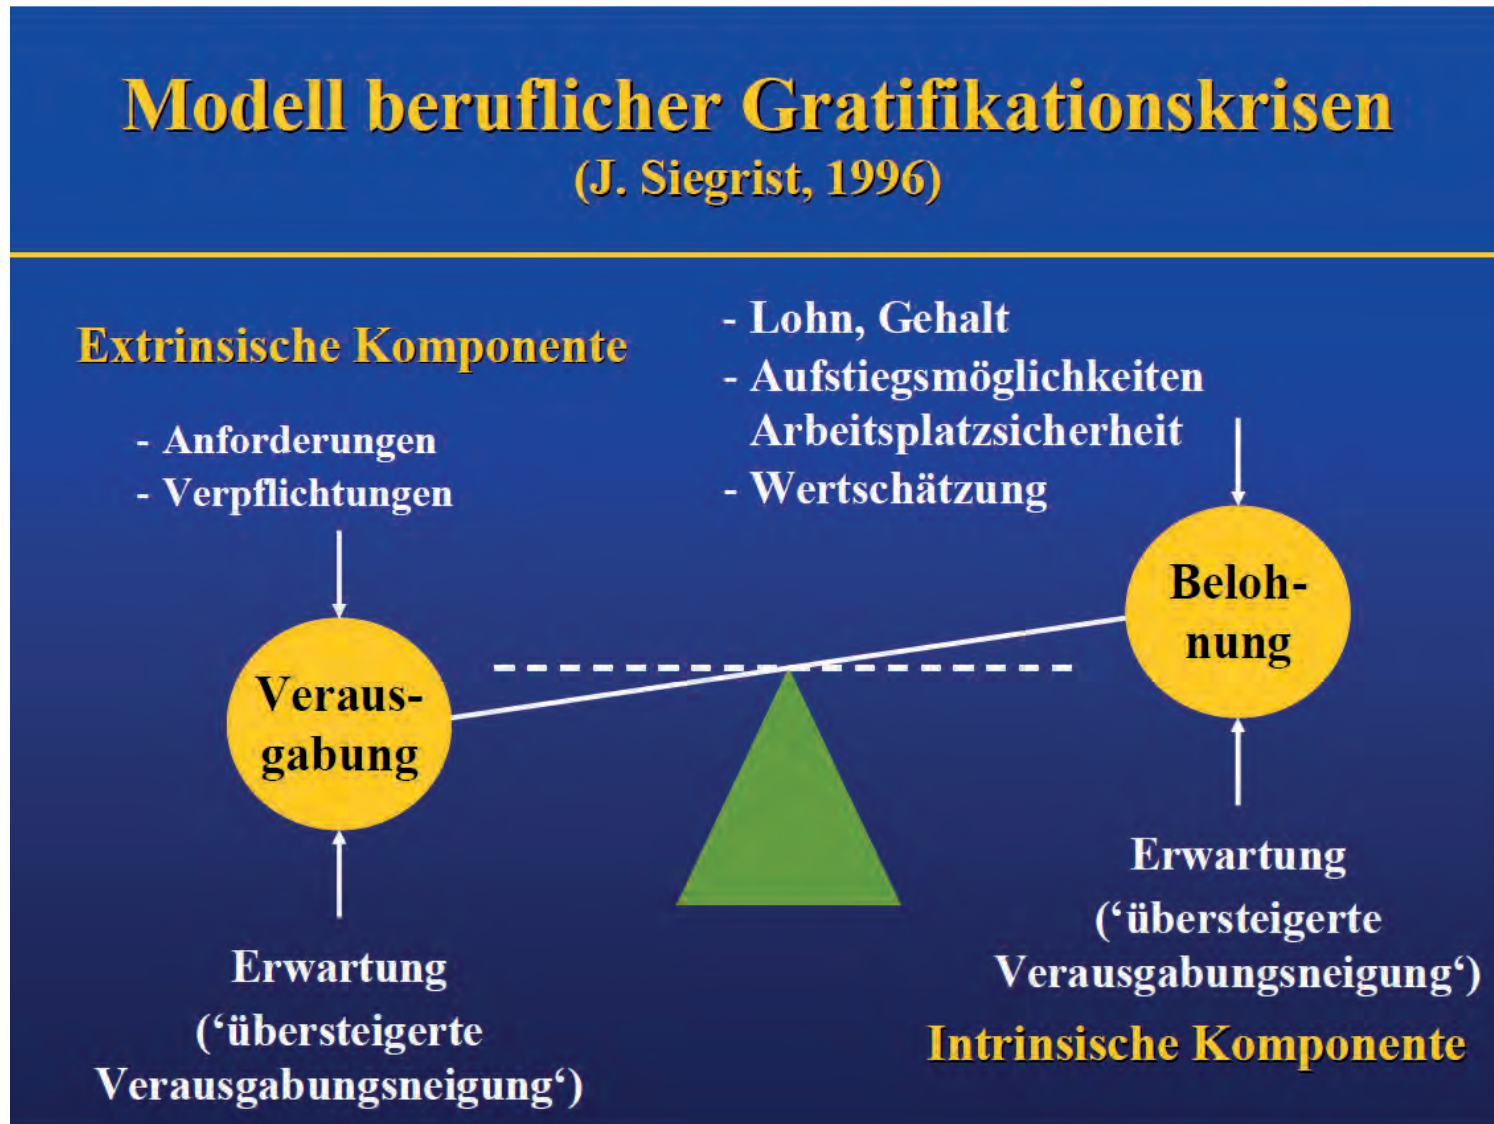 Modell beruflicher Gratifikationskrisen
(J. Siegrist, 1996)
Extrinsische Komponente
- Anforderungen
- Verpflichtungen
- Lohn, Gehalt
- Aufstiegsmöglichkeiten
Arbeitsplatzsicherheit
- Wertschätzung
Veraus-
gabung
Beloh-
nung
Erwartung
(‘übersteigerte
Verausgabungsneigung‘)
Erwartung
(‘übersteigerte
Verausgabungsneigung‘)
Intrinsische Komponente